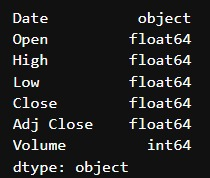 Date object
Open float64
High float64
Low float64
Close float64
Adj Close float64
Volume int64
dtype: object